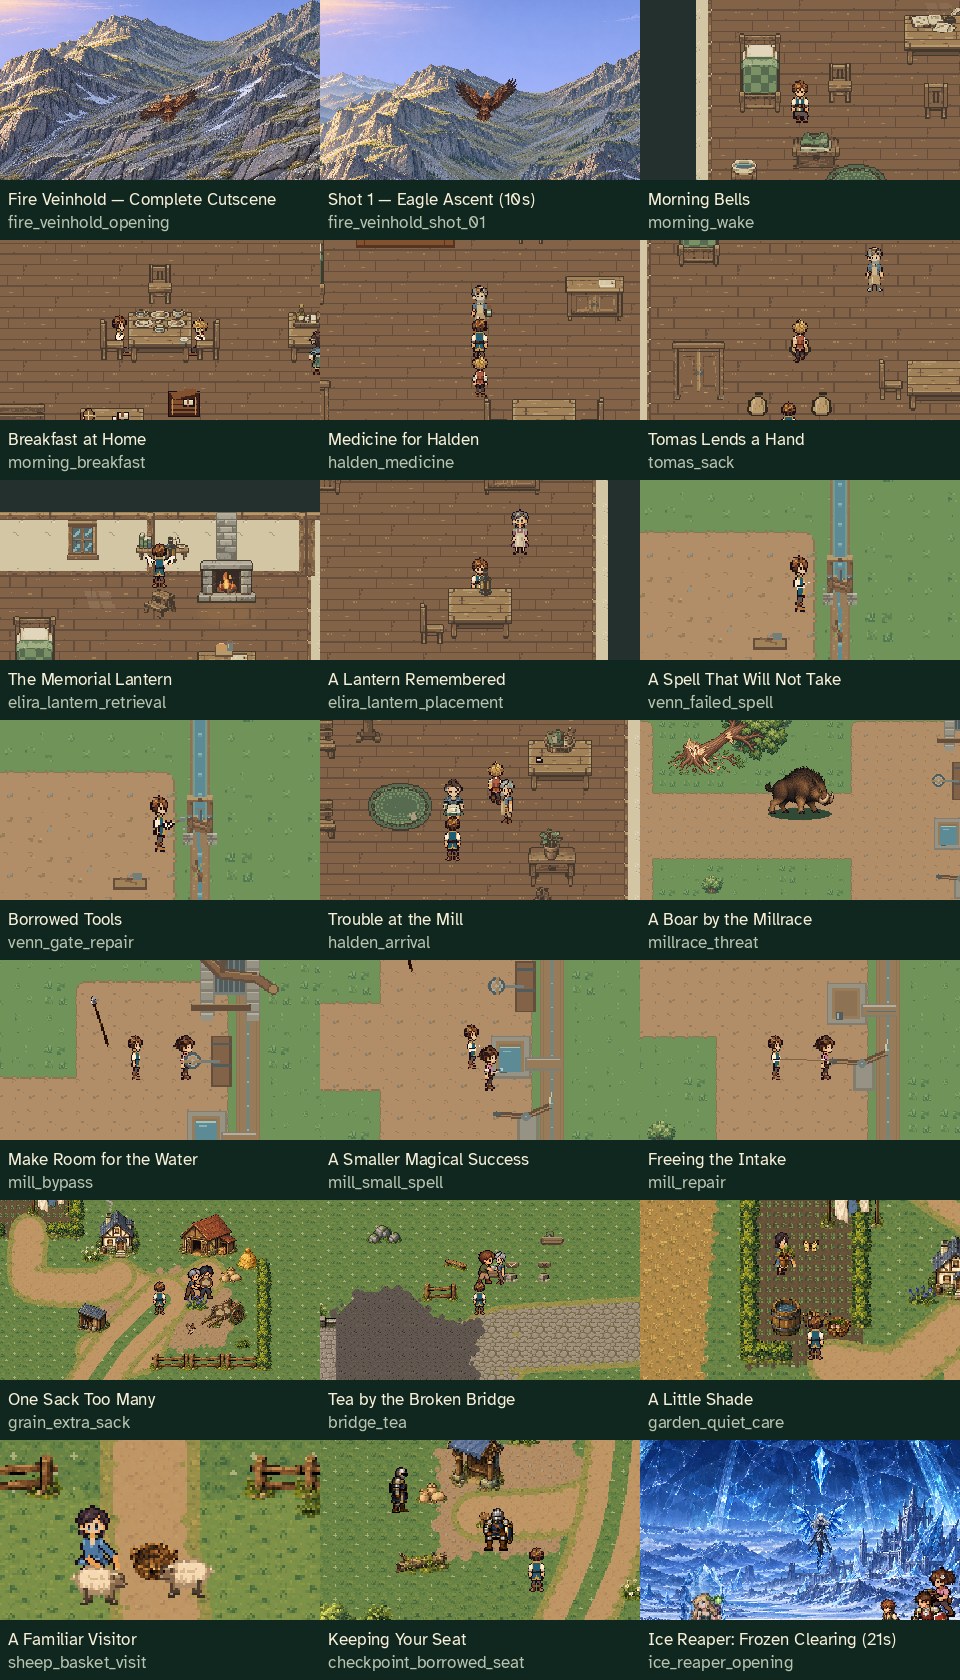 Fire Veinhold — Complete Cutscene
fire_veinhold_opening
Shot 1 — Eagle Ascent (10s)
fire_veinhold_shot_01
Morning Bells
morning_wake
Breakfast at Home
morning_breakfast
Medicine for Halden
halden_medicine
Tomas Lends a Hand
tomas_sack
The Memorial Lantern
elira_lantern_retrieval
A Lantern Remembered
elira_lantern_placement
A Spell That Will Not Take
venn_failed_spell
Borrowed Tools
venn_gate_repair
Trouble at the Mill
halden_arrival
A Boar by the Millrace
millrace_threat
Make Room for the Water
mill_bypass
A Smaller Magical Success
mill_small_spell
Freeing the Intake
mill_repair
One Sack Too Many
grain_extra_sack
Tea by the Broken Bridge
bridge_tea
A Little Shade
garden_quiet_care
A Familiar Visitor
sheep_basket_visit
Keeping Your Seat
checkpoint_borrowed_seat
Ice Reaper: Frozen Clearing (21s)
ice_reaper_opening